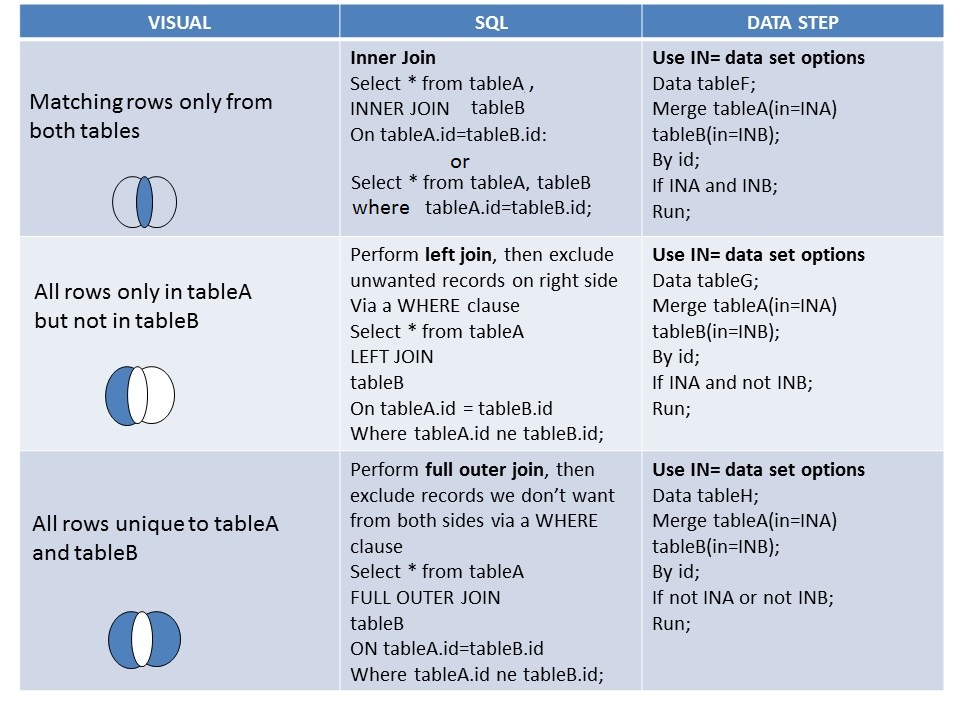 VISUAL
SQL
DATA STEP
Matching rows only from
both tables
Inner Join
Select * from tableA ,
INNER JOIN tableB
On tableA.id=tableB.id:
or
Select * from tableA, tableB
where tableA.id=tableB.id;
Use IN= data set options
Data tableF;
Merge tableA(in=INA)
tableB(in=INB);
By id;
If INA and INB;
Run;
All rows only in tableA
but not in tableB
Perform left join, then exclude
unwanted records on right side
Via a WHERE clause
Select * from tableA
LEFT JOIN
tableB
On tableA.id = tableB.id
Where tableA.id ne tableB.id;
Use IN= data set options
Data tableG;
Merge tableA(in=INA)
tableB(in=INB);
By id;
If INA and not INB;
Run;
All rows unique to tableA
and tableB
Perform full outer join, then
exclude records we don’t want
from both sides via a WHERE
clause
Select * from tableA
FULL OUTER JOIN
tableB
ON tableA.id=tableB.id
Where tableA.id ne tableB.id;
Use IN= data set options
Data tableH;
Merge tableA(in=INA)
tableB(in=INB);
By id;
If not INA or not INB;
Run;